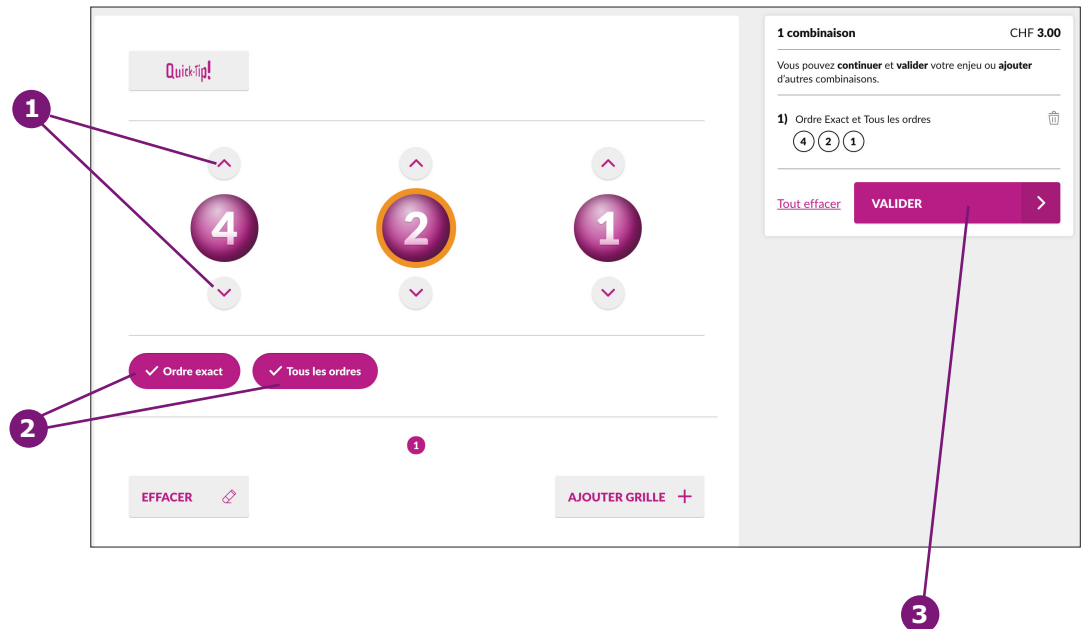 Quick-Tip!
1
4 2 1
Ordre exact
Tous les ordres
2
1
EFFACER
AJOUTER GRILLE
1 combinaison CHF 3.00
Vous pouvez continuer et valider votre enjeu ou ajouter
d'autres combinaisons.
1) Ordre Exact et Tous les ordres
4 2 1
Tout effacer
VALIDER
3